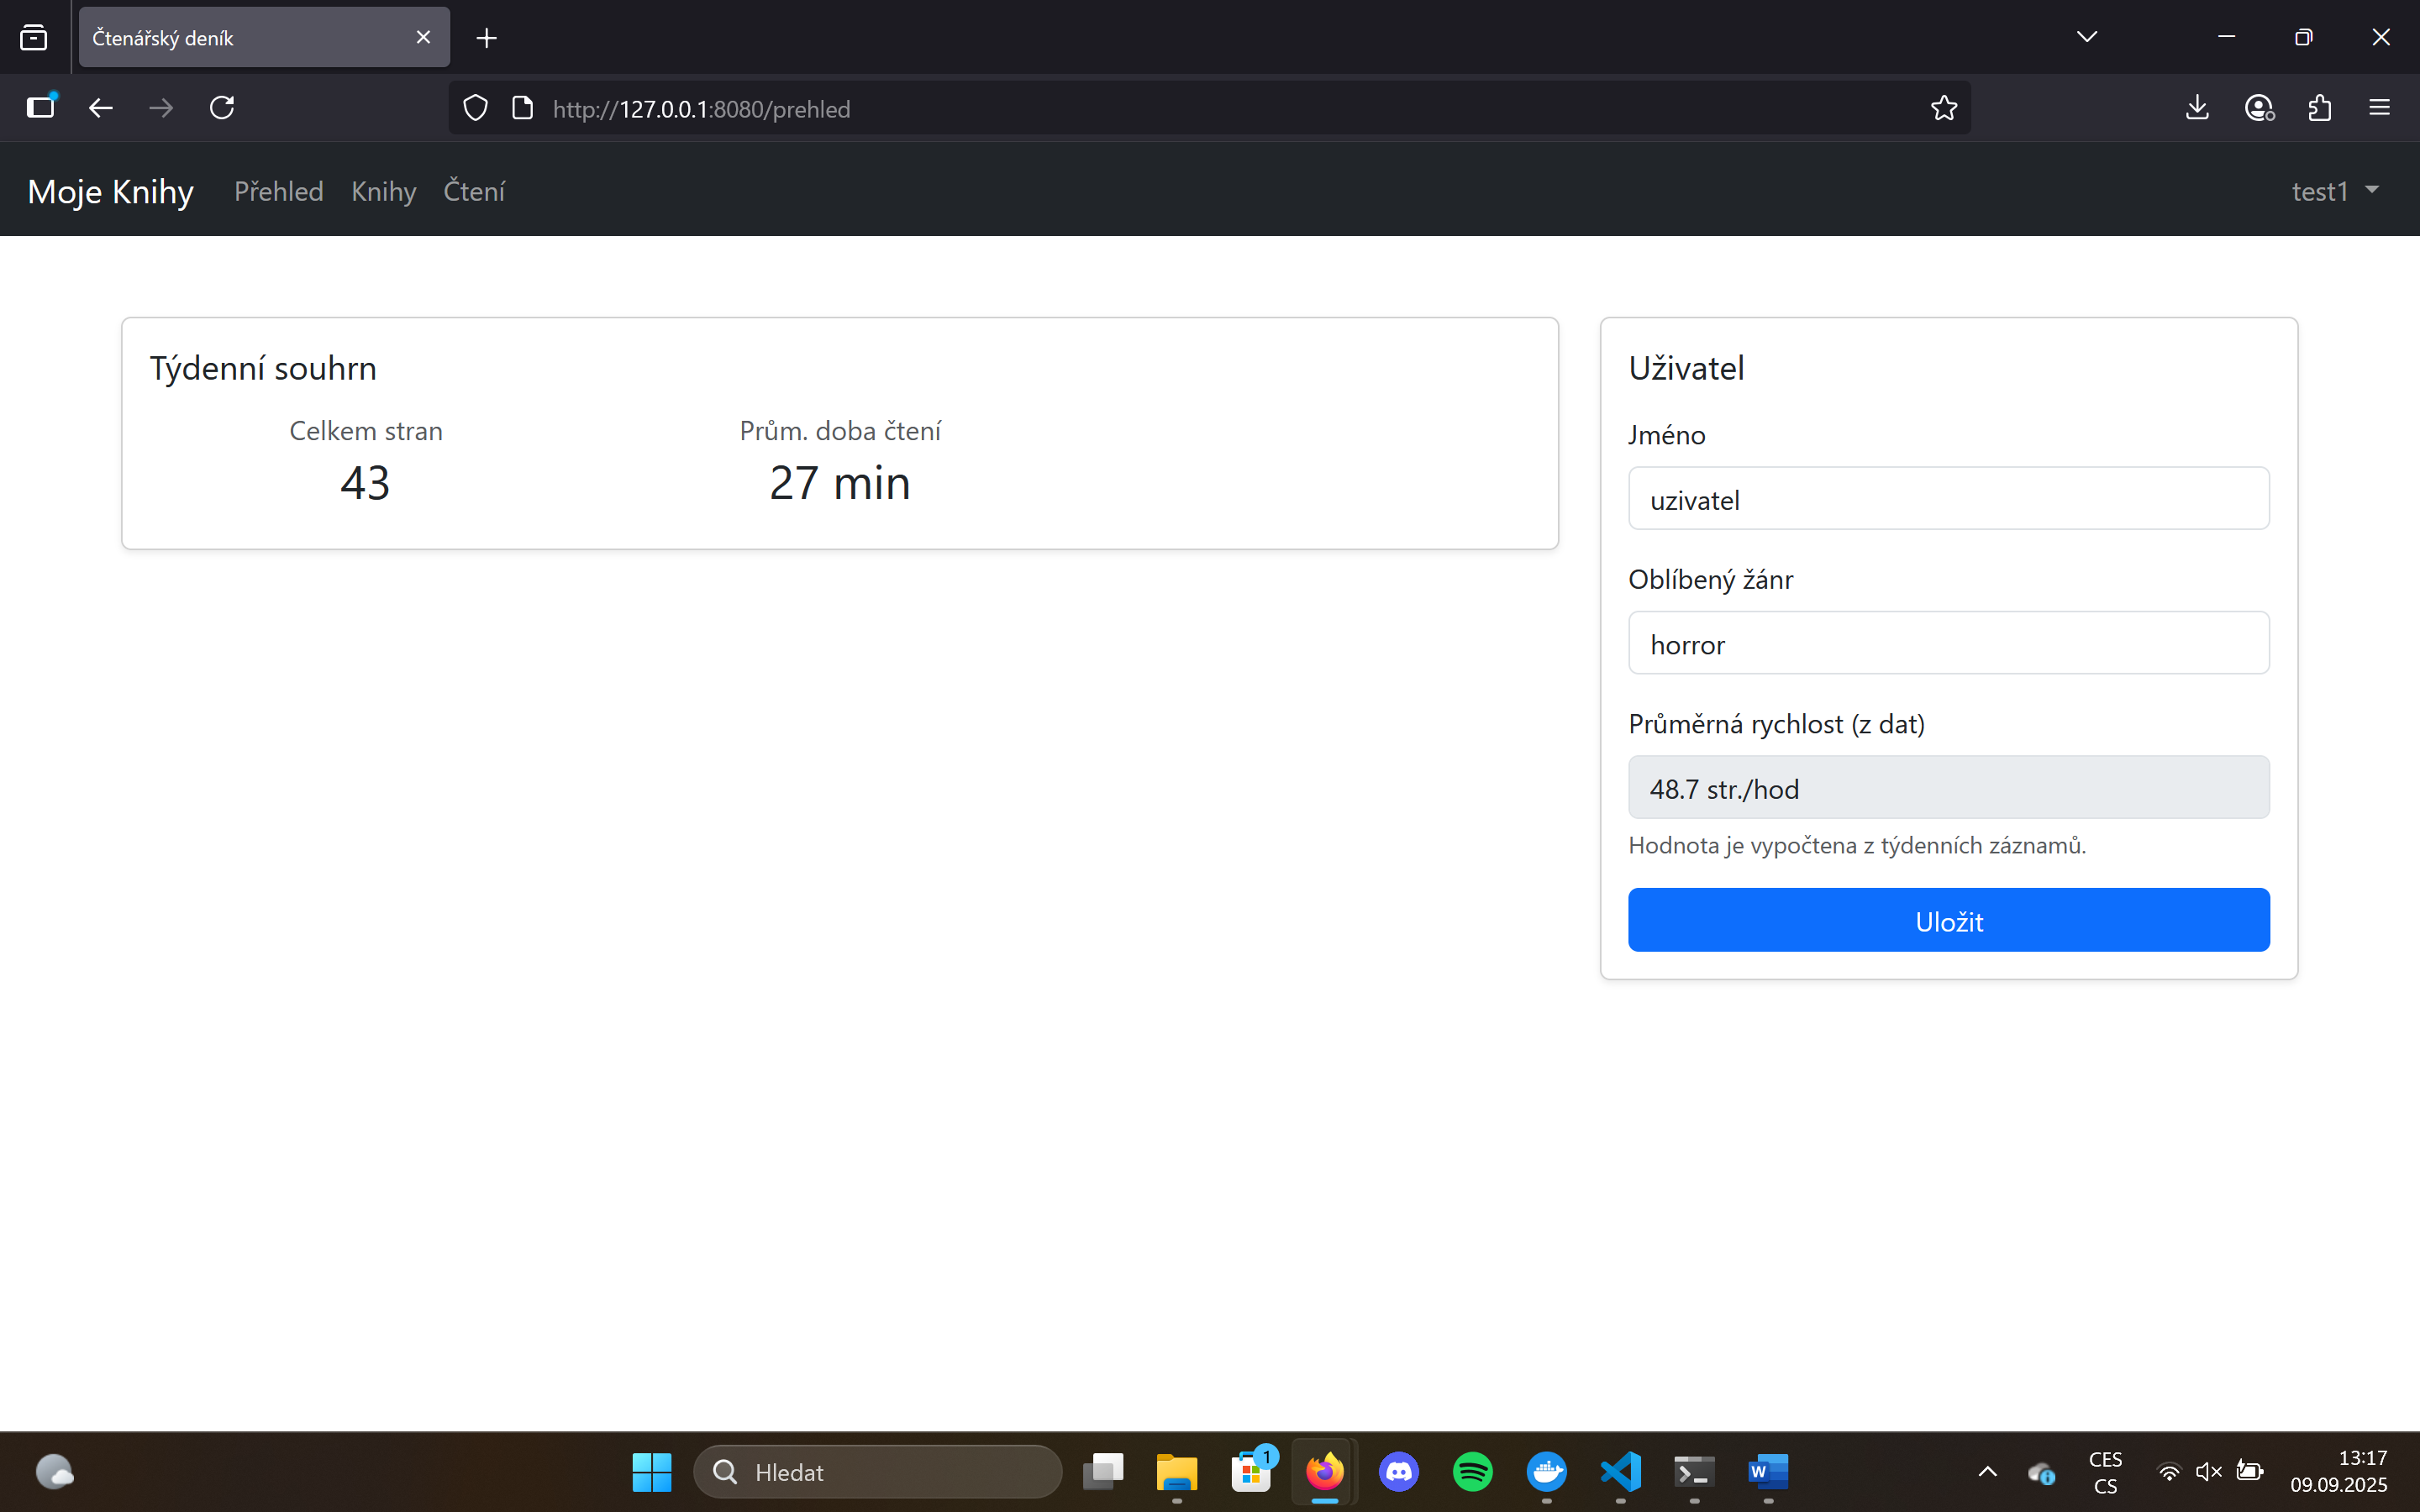 Čtenářský deník
http://127.0.0.1:8080/prehled
Moje Knihy Přehled Knihy Čtení test1
Týdenní souhrn
Celkem stran
43
Prům. doba čtení
27 min
Uživatel
Jméno
uzivatel
Oblíbený žánr
horror
Průměrná rychlost (z dat)
48.7 str./hod
Hodnota je vypočtena z týdenních záznamů.
Uložit
Hledat
1
W
CES
CS
13:17
09.09.2025